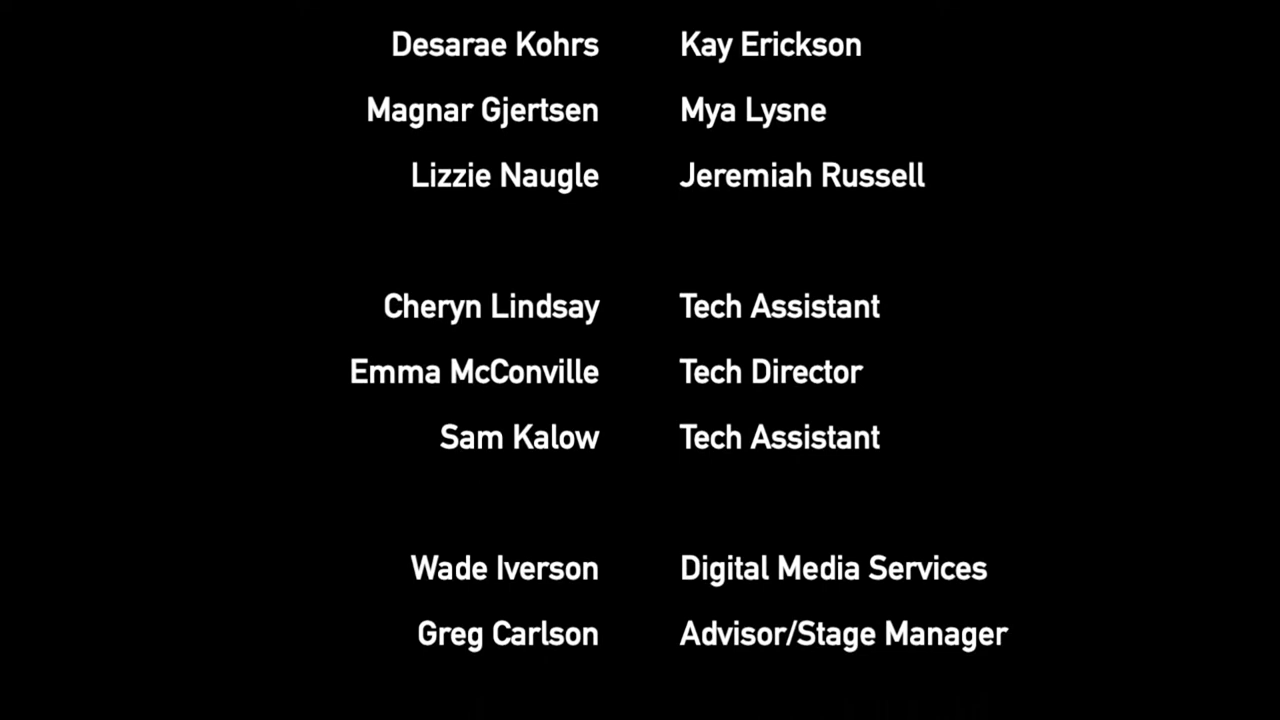 Desarae Kohrs Kay Erickson
Magnar Gjertsen Mya Lysne
Lizzie Naugle Jeremiah Russell
Cheryn Lindsay Tech Assistant
Emma McConville Tech Director
Sam Kalow Tech Assistant
Wade Iverson Digital Media Services
Greg Carlson Advisor/Stage Manager